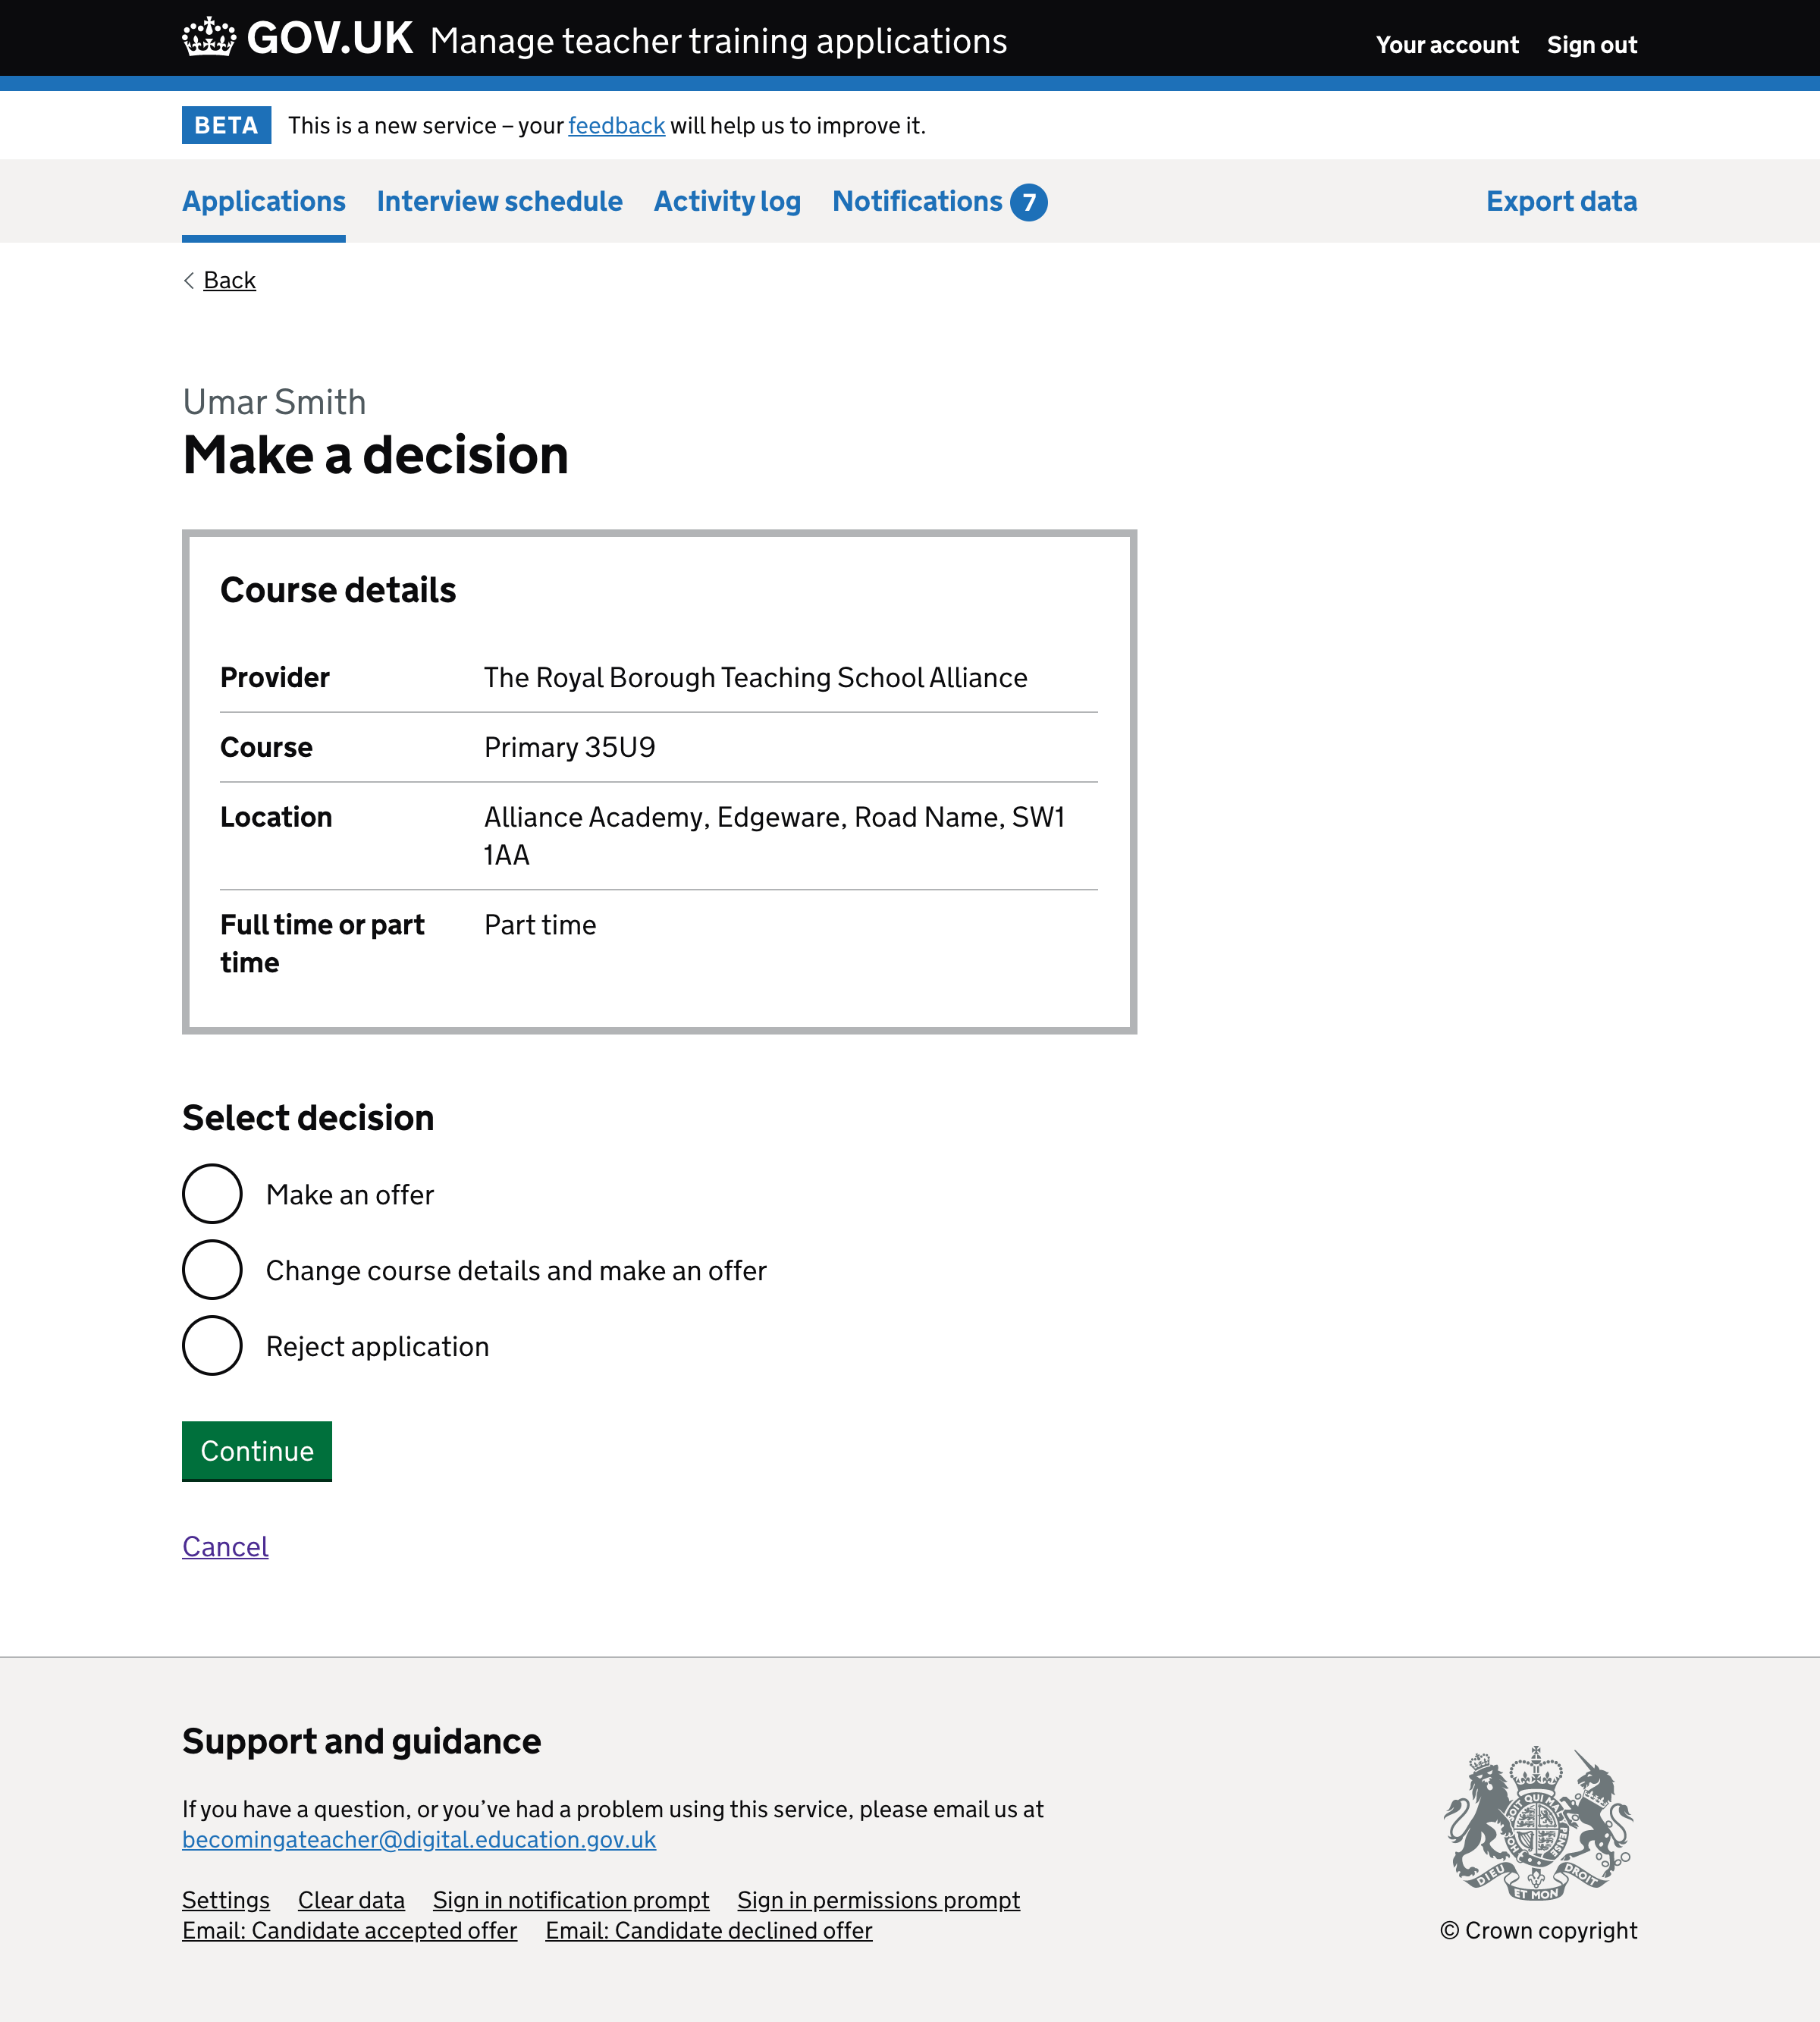 GOV.UK Manage teacher training applications
Your account Sign out
BETA This is a new service – your feedback will help us to improve it.
Applications Interview schedule Activity log Notifications 7 Export data
Back
Umar Smith
Make a decision
Course details
Provider The Royal Borough Teaching School Alliance
Course Primary 35U9
Location Alliance Academy, Edgeware, Road Name, SW1
1AA
Full time or part Part time
time
Select decision
Make an offer
Change course details and make an offer
Reject application
Continue
Cancel
Support and guidance
If you have a question, or you’ve had a problem using this service, please email us at
becomingateacher@digital.education.gov.uk
Settings Clear data Sign in notification prompt Sign in permissions prompt
Email: Candidate accepted offer Email: Candidate declined offer
DIEU ET MON DROIT
© Crown copyright